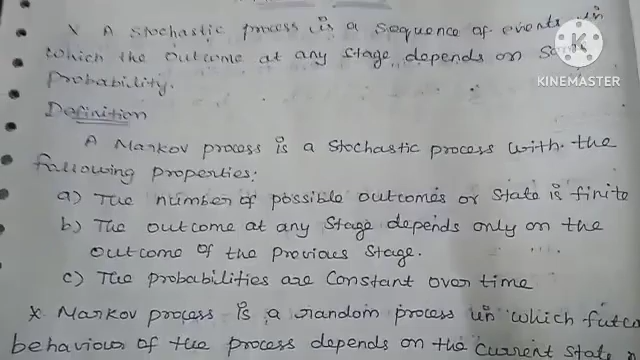 x A Stochastic process is a sequence of events in
which the outcome at any stage depends on
probability.
Definition
A Markov process is a stochastic process with the
following properties:
a) The number of possible outcomes or state is finite
b) The outcome at any stage depends only on the
outcome of the previous stage.
c) The probabilities are constant over time
x Markov process is a random process in which
behaviour of the process depends on the current state
KINEMASTER